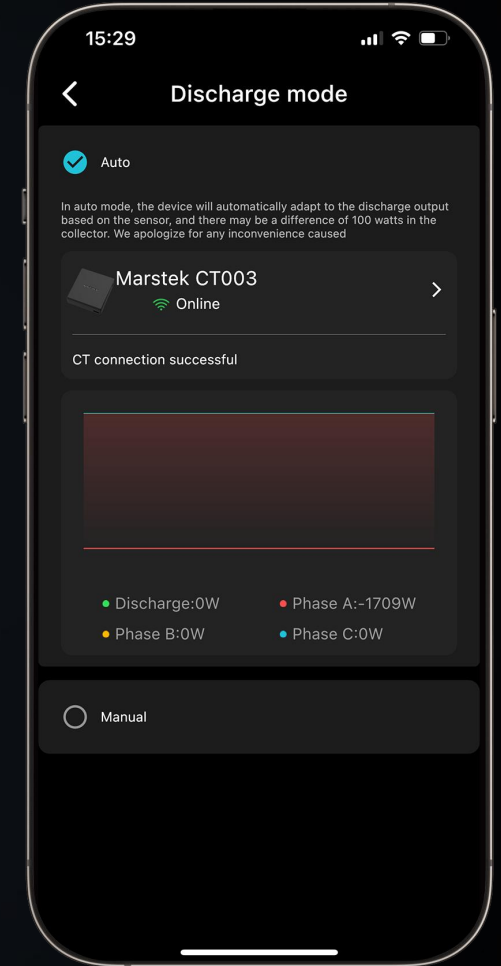 15:29
Discharge mode
Auto
In auto mode, the device will automatically adapt to the discharge output
based on the sensor, and there may be a difference of 100 watts in the
collector. We apologize for any inconvenience caused
Marstek CT003
Online
CT connection successful
Discharge:0W
Phase A:-1709W
Phase B:0W
Phase C:0W
Manual